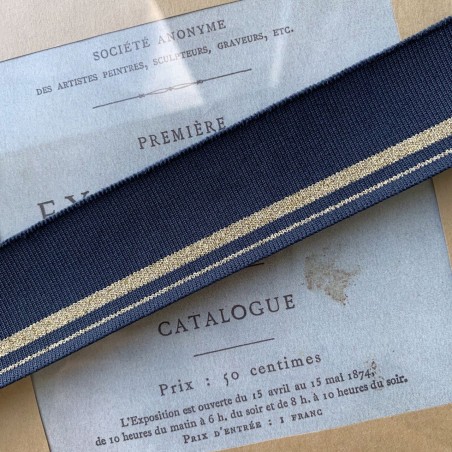 SOCIÉTÉ ANONYME
DES ARTISTES PEINTRES, SCULPTEURS, GRAVEURS, ETC.
PREMIÈRE
EX
CATALOGUE
Prix : 50 centimes
L'Exposition est ouverte du 15 avril au 15 mai 1874,
de 10 heures du matin à 6 h. du soir et de 8 h. à 10 heures du soir.
PRIX D'ENTRÉE : 1 FRANC